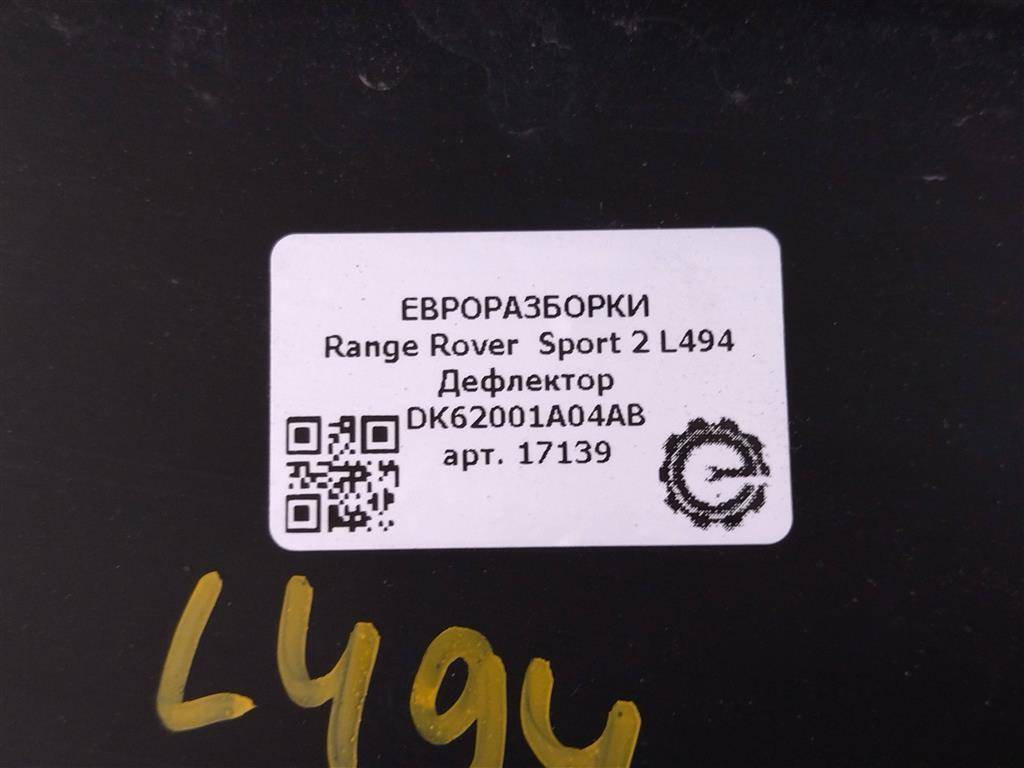 ЕВРОРАЗБОРКИ
Range Rover Sport 2 L494
Дефлектор
DK62001A04AB
арт. 17139
L494